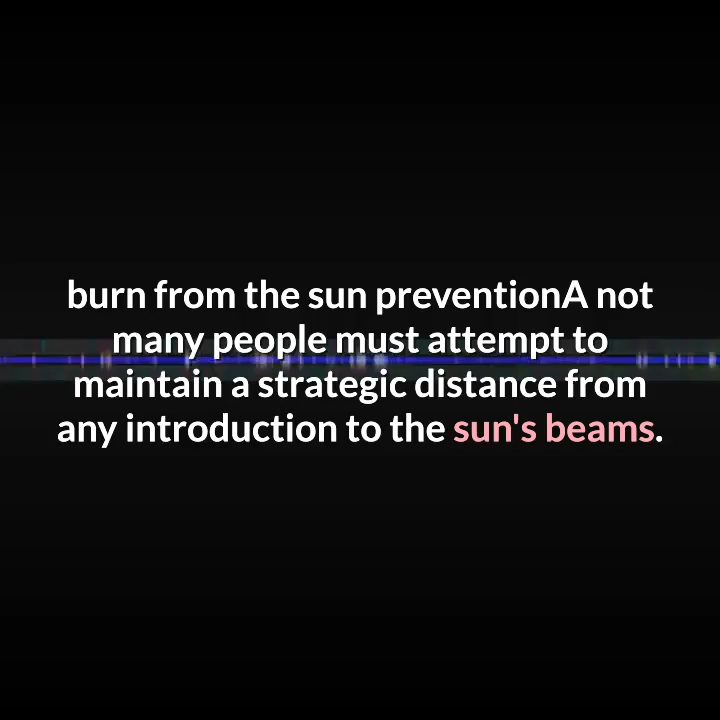 burn from the sun preventionA not
many people must attempt to
maintain a strategic distance from
any introduction to the sun's beams.